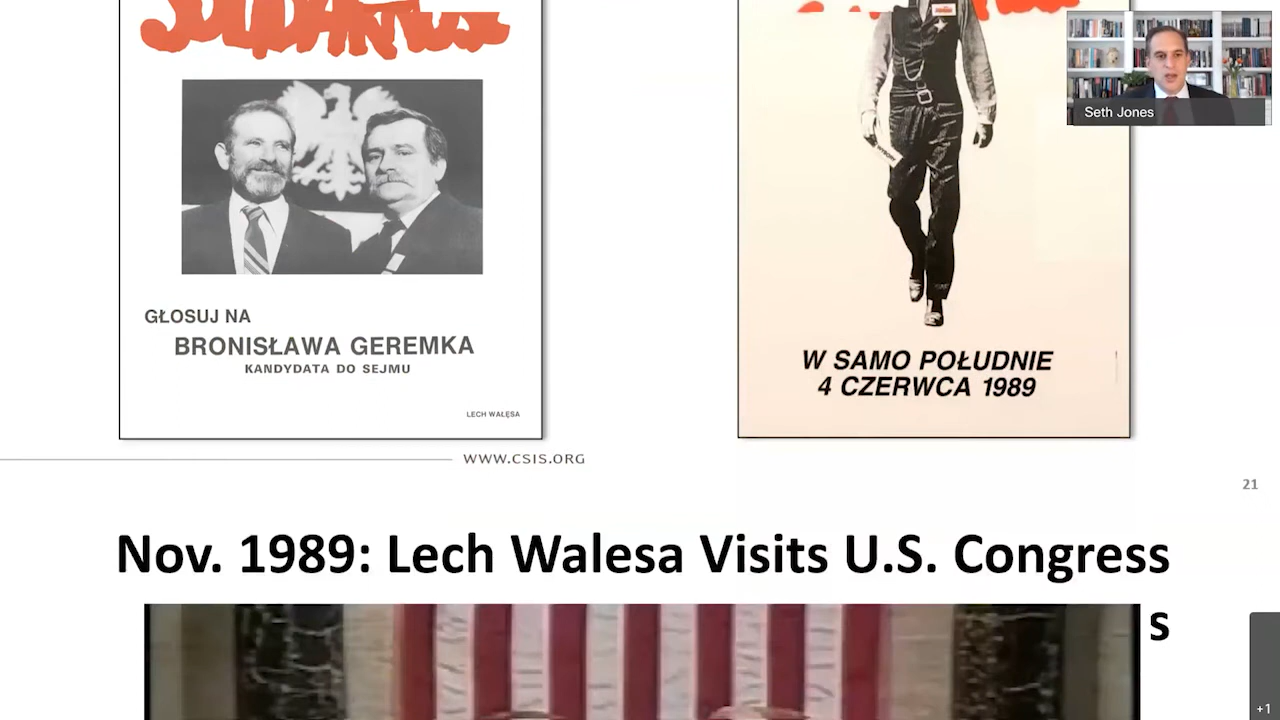 SOLIDARNOŚĆ
Seth Jones
GŁOSUJ NA
BRONISŁAWA GEREMKA
KANDYDATA DO SEJMU
LECH WAŁĘSA
W SAMO POŁUDNIE
4 CZERWCA 1989
WWW.CSIS.ORG
21
Nov. 1989: Lech Walesa Visits U.S. Congress
s
+1